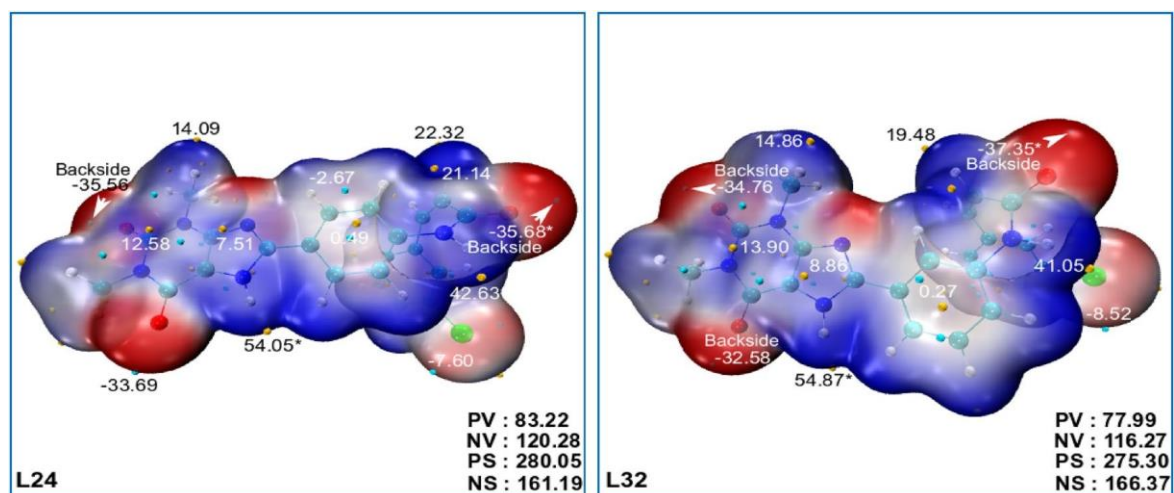 14.09
22.32
Backside
-35.56
-2.67
21.14
-35.68*
Backside
12.58
7.51
0.49
42.63
54.05*
-7.60
-33.69
PV : 83.22
NV : 120.28
PS : 280.05
NS : 161.19
L24
14.86
19.48
-37.35*
Backside
Backside
-34.76
13.90
8.86
41.05
0.27
-8.52
Backside
-32.58
54.87*
PV : 77.99
NV : 116.27
PS : 275.30
NS : 166.37
L32